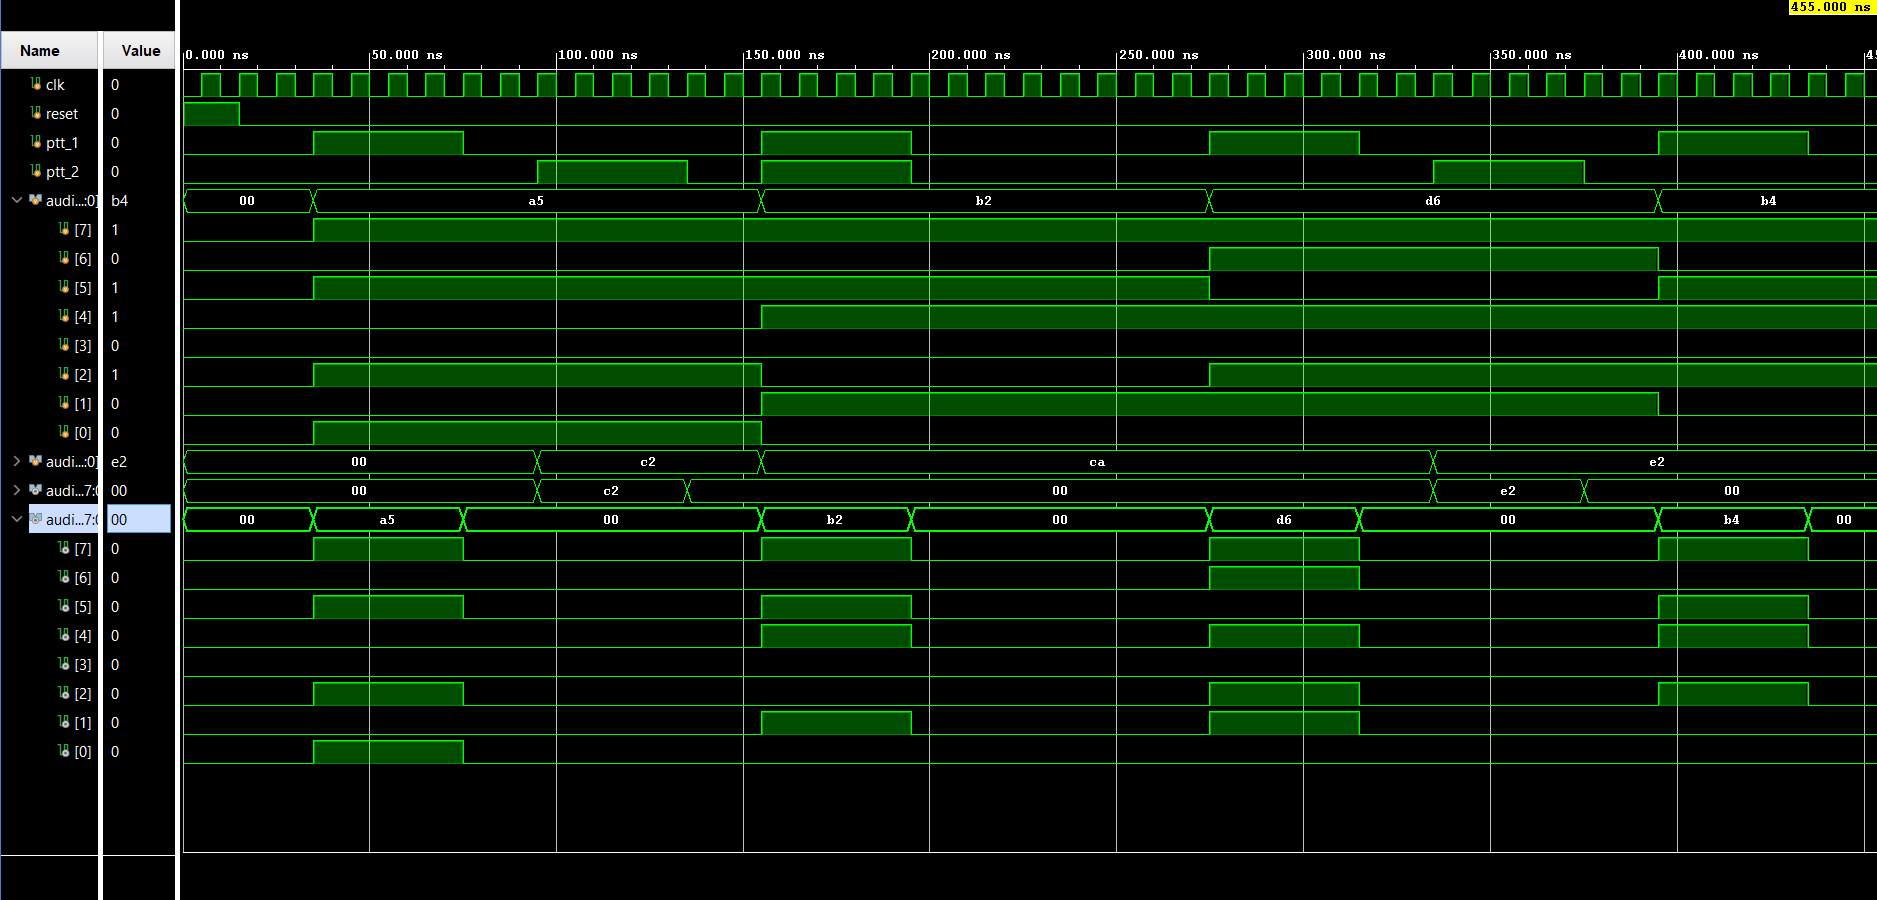 455.000 ns
Name Value
0.000 ns 50.000 ns 100.000 ns 150.000 ns 200.000 ns 250.000 ns 300.000 ns 350.000 ns 400.000 ns
clk 0
reset 0
ptt_1 0
ptt_2 0
audi...:0] b4 00 a5 b2 d6 b4
[7] 1
[6] 0
[5] 1
[4] 1
[3] 0
[2] 1
[1] 0
[0] 0
audi...:0] e2 00 c2 ca e2
audi...7:0 00 00 c2 00 e2 00
audi...7:0 00 00 a5 00 b2 00 d6 00 b4 00
[7] 0
[6] 0
[5] 0
[4] 0
[3] 0
[2] 0
[1] 0
[0] 0